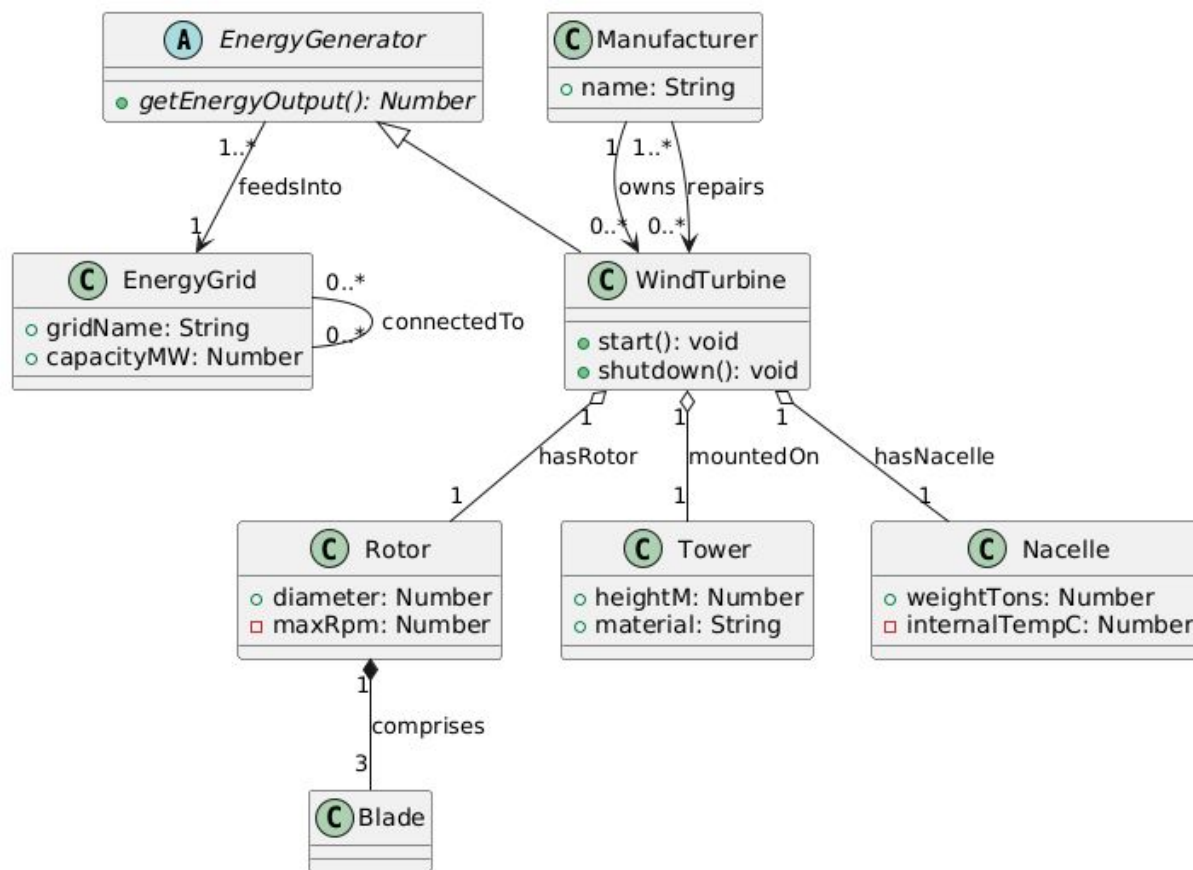 A EnergyGenerator
getEnergyOutput(): Number
C Manufacturer
name: String
1..*
feedsInto
1
1
owns
0..*
1..*
repairs
0..*
C EnergyGrid
gridName: String
capacityMW: Number
0..*
connectedTo
0..*
C WindTurbine
start(): void
shutdown(): void
1
hasRotor
1
1
mountedOn
1
1
hasNacelle
1
C Rotor
diameter: Number
maxRpm: Number
C Tower
heightM: Number
material: String
C Nacelle
weightTons: Number
internalTempC: Number
1
comprises
3
C Blade